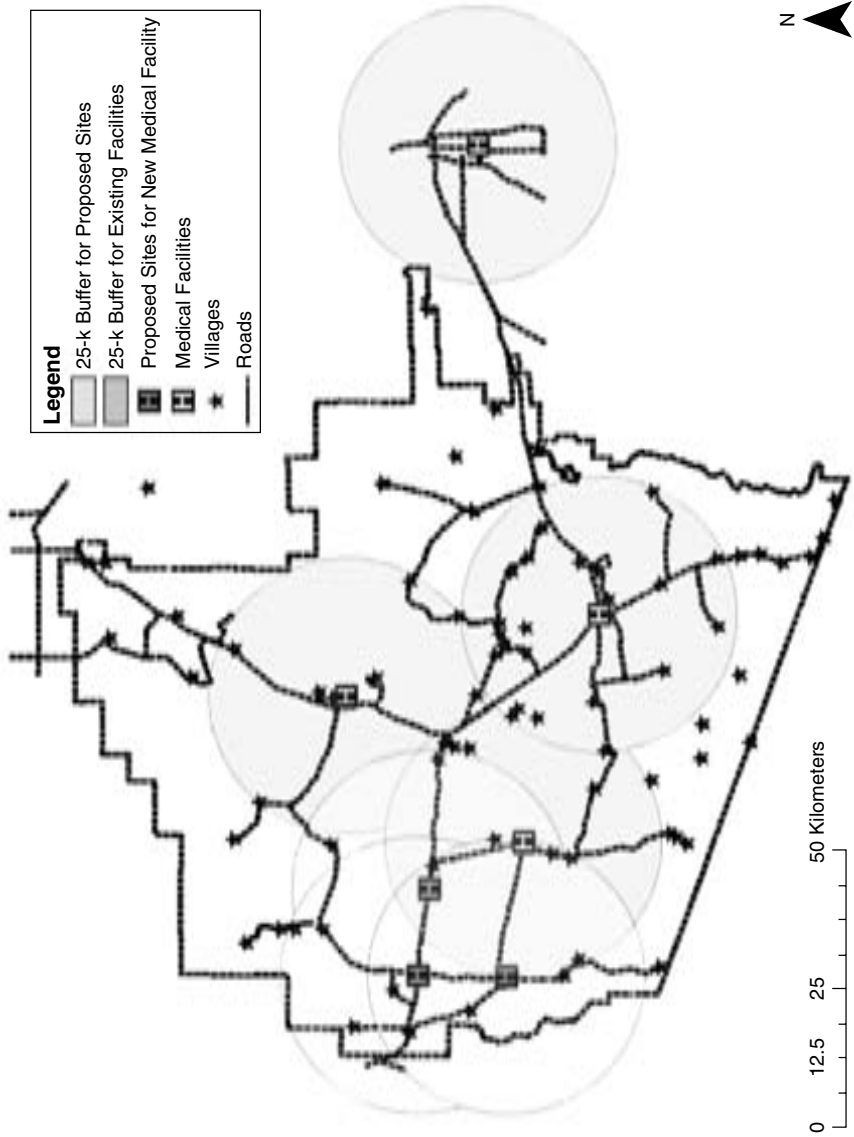 Legend
25-k Buffer for Proposed Sites
25-k Buffer for Existing Facilities
Proposed Sites for New Medical Facility
Medical Facilities
Villages
Roads
N
0 12.5 25 50 Kilometers